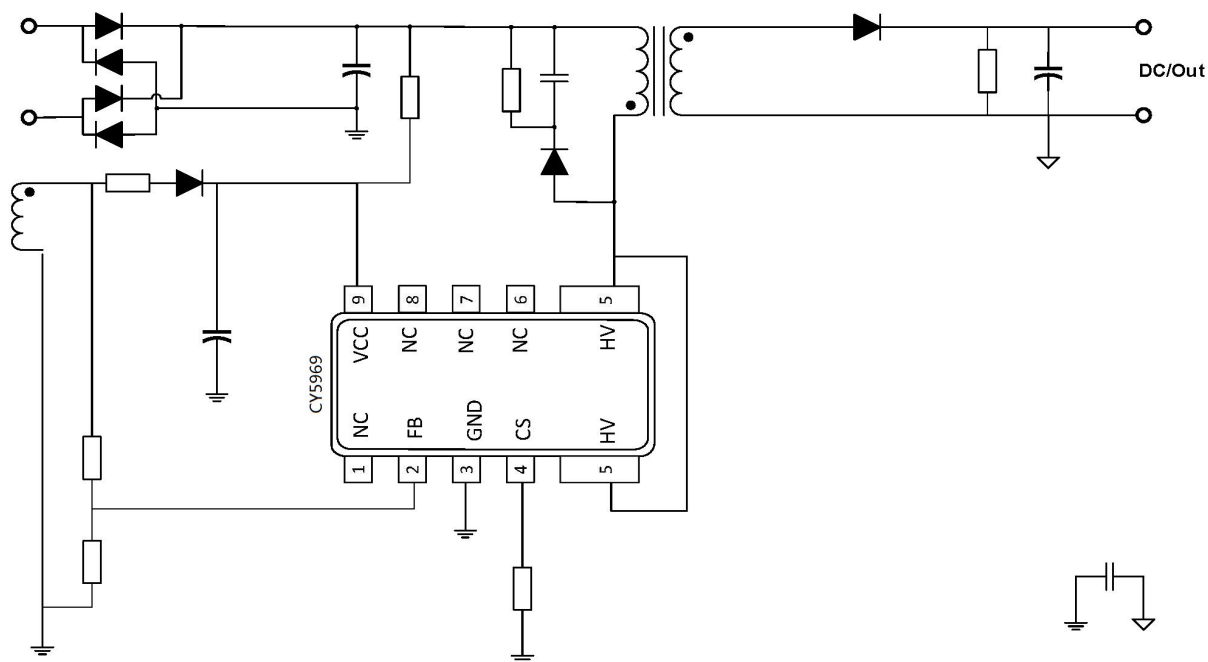 DC/Out
9 8 7 6 5
VCC NC NC NC HV
CY5969
NC FB GND CS HV
1 2 3 4 5